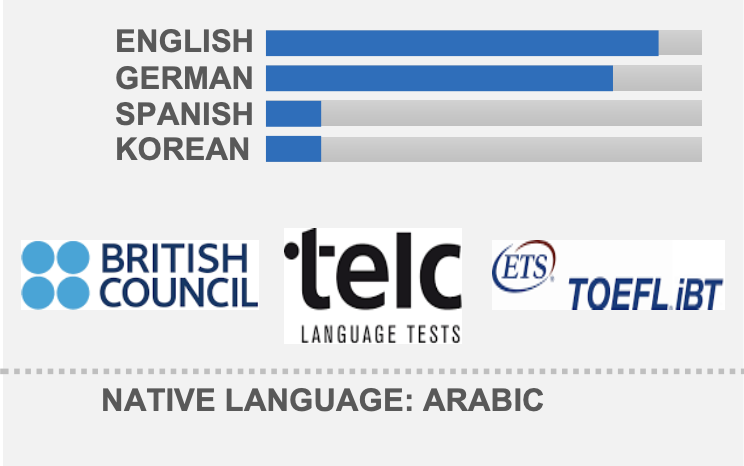 ENGLISH
GERMAN
SPANISH
KOREAN
BRITISH
COUNCIL
telc
LANGUAGE TESTS
ETS®
TOEFL iBT
NATIVE LANGUAGE: ARABIC